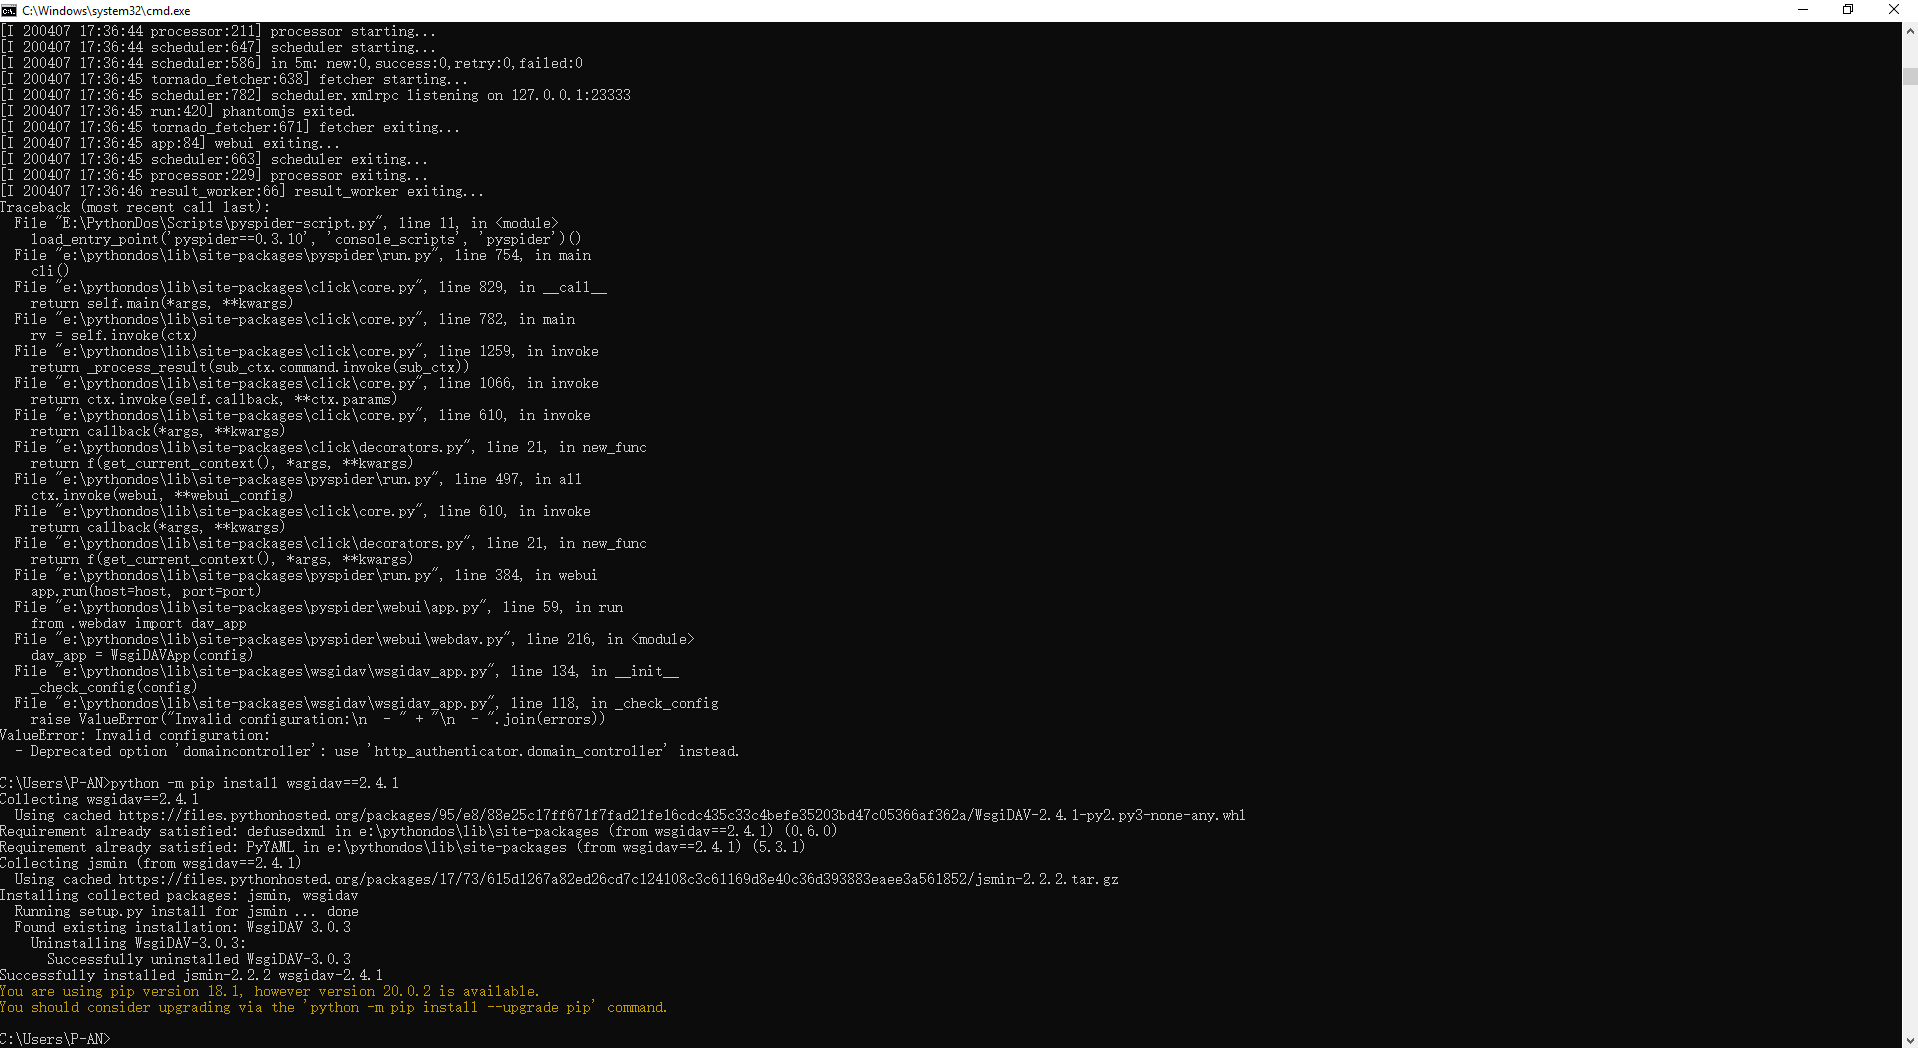 C:\Windows\system32\cmd.exe
[I 200407 17:36:44 processor:211] processor starting...
[I 200407 17:36:44 scheduler:647] scheduler starting...
[I 200407 17:36:44 scheduler:586] in 5m: new:0,success:0,retry:0,failed:0
[I 200407 17:36:45 tornado_fetcher:638] fetcher starting...
[I 200407 17:36:45 scheduler:782] scheduler.xmlrpc listening on 127.0.0.1:23333
[I 200407 17:36:45 run:420] phantomjs exited.
[I 200407 17:36:45 tornado_fetcher:671] fetcher exiting...
[I 200407 17:36:45 app:84] webui exiting...
[I 200407 17:36:45 scheduler:663] scheduler exiting...
[I 200407 17:36:45 processor:229] processor exiting...
[I 200407 17:36:46 result_worker:66] result_worker exiting...
Traceback (most recent call last):
  File "E:\PythonDos\Scripts\pyspider-script.py", line 11, in <module>
    load_entry_point('pyspider==0.3.10', 'console_scripts', 'pyspider')()
  File "e:\pythondos\lib\site-packages\pyspider\run.py", line 754, in main
    cli()
  File "e:\pythondos\lib\site-packages\click\core.py", line 829, in __call__
    return self.main(*args, **kwargs)
  File "e:\pythondos\lib\site-packages\click\core.py", line 782, in main
    rv = self.invoke(ctx)
  File "e:\pythondos\lib\site-packages\click\core.py", line 1259, in invoke
    return _process_result(sub_ctx.command.invoke(sub_ctx))
  File "e:\pythondos\lib\site-packages\click\core.py", line 1066, in invoke
    return ctx.invoke(self.callback, **ctx.params)
  File "e:\pythondos\lib\site-packages\click\core.py", line 610, in invoke
    return callback(*args, **kwargs)
  File "e:\pythondos\lib\site-packages\click\decorators.py", line 21, in new_func
    return f(get_current_context(), *args, **kwargs)
  File "e:\pythondos\lib\site-packages\pyspider\run.py", line 497, in all
    ctx.invoke(webui, **webui_config)
  File "e:\pythondos\lib\site-packages\click\core.py", line 610, in invoke
    return callback(*args, **kwargs)
  File "e:\pythondos\lib\site-packages\click\decorators.py", line 21, in new_func
    return f(get_current_context(), *args, **kwargs)
  File "e:\pythondos\lib\site-packages\pyspider\run.py", line 384, in webui
    app.run(host=host, port=port)
  File "e:\pythondos\lib\site-packages\pyspider\webui\app.py", line 59, in run
    from .webdav import dav_app
  File "e:\pythondos\lib\site-packages\pyspider\webui\webdav.py", line 216, in <module>
    dav_app = WsgiDAVApp(config)
  File "e:\pythondos\lib\site-packages\wsgidav\wsgidav_app.py", line 134, in __init__
    _check_config(config)
  File "e:\pythondos\lib\site-packages\wsgidav\wsgidav_app.py", line 118, in _check_config
    raise ValueError("Invalid configuration:\n  - " + "\n  - ".join(errors))
ValueError: Invalid configuration:
  - Deprecated option 'domaincontroller': use 'http_authenticator.domain_controller' instead.
C:\Users\P-AN>python -m pip install wsgidav==2.4.1
Collecting wsgidav==2.4.1
  Using cached https://files.pythonhosted.org/packages/95/e8/88e25c17ff671f7fad21fe16cdc435c33c4befe35203bd47c05366af362a/WsgiDAV-2.4.1-py2.py3-none-any.whl
Requirement already satisfied: defusedxml in e:\pythondos\lib\site-packages (from wsgidav==2.4.1) (0.6.0)
Requirement already satisfied: PyYAML in e:\pythondos\lib\site-packages (from wsgidav==2.4.1) (5.3.1)
Collecting jsmin (from wsgidav==2.4.1)
  Using cached https://files.pythonhosted.org/packages/17/73/615d1267a82ed26cd7c124108c3c61169d8e40c36d393883eaee3a561852/jsmin-2.2.2.tar.gz
Installing collected packages: jsmin, wsgidav
  Running setup.py install for jsmin ... done
  Found existing installation: WsgiDAV 3.0.3
    Uninstalling WsgiDAV-3.0.3:
      Successfully uninstalled WsgiDAV-3.0.3
Successfully installed jsmin-2.2.2 wsgidav-2.4.1
You are using pip version 18.1, however version 20.0.2 is available.
You should consider upgrading via the 'python -m pip install --upgrade pip' command.
C:\Users\P-AN>